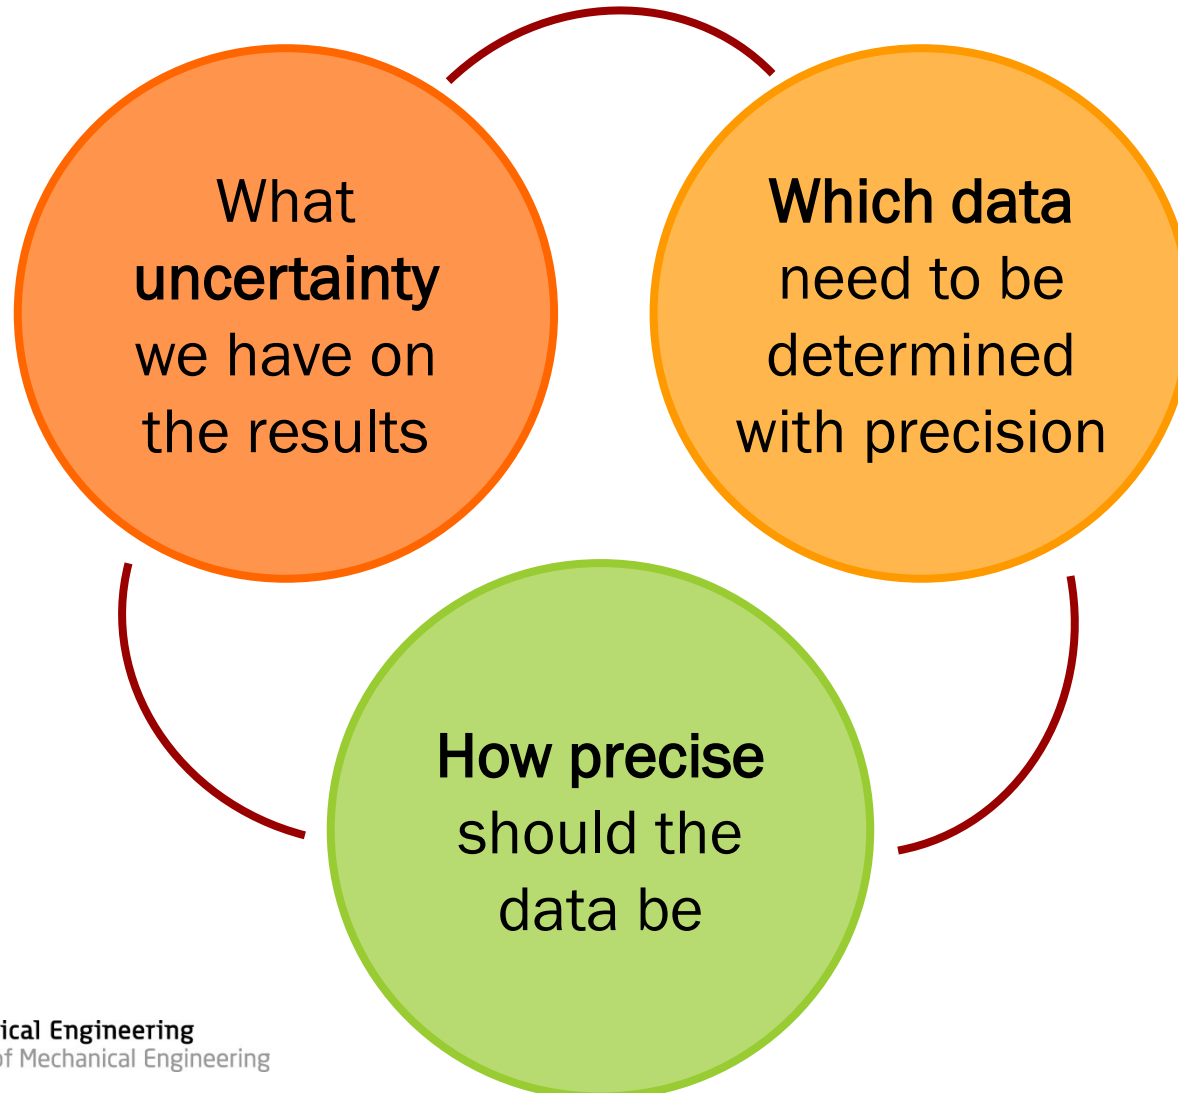 What
uncertainty
we have on
the results
Which data
need to be
determined
with precision
How precise
should the
data be
ical Engineering
of Mechanical Engineering